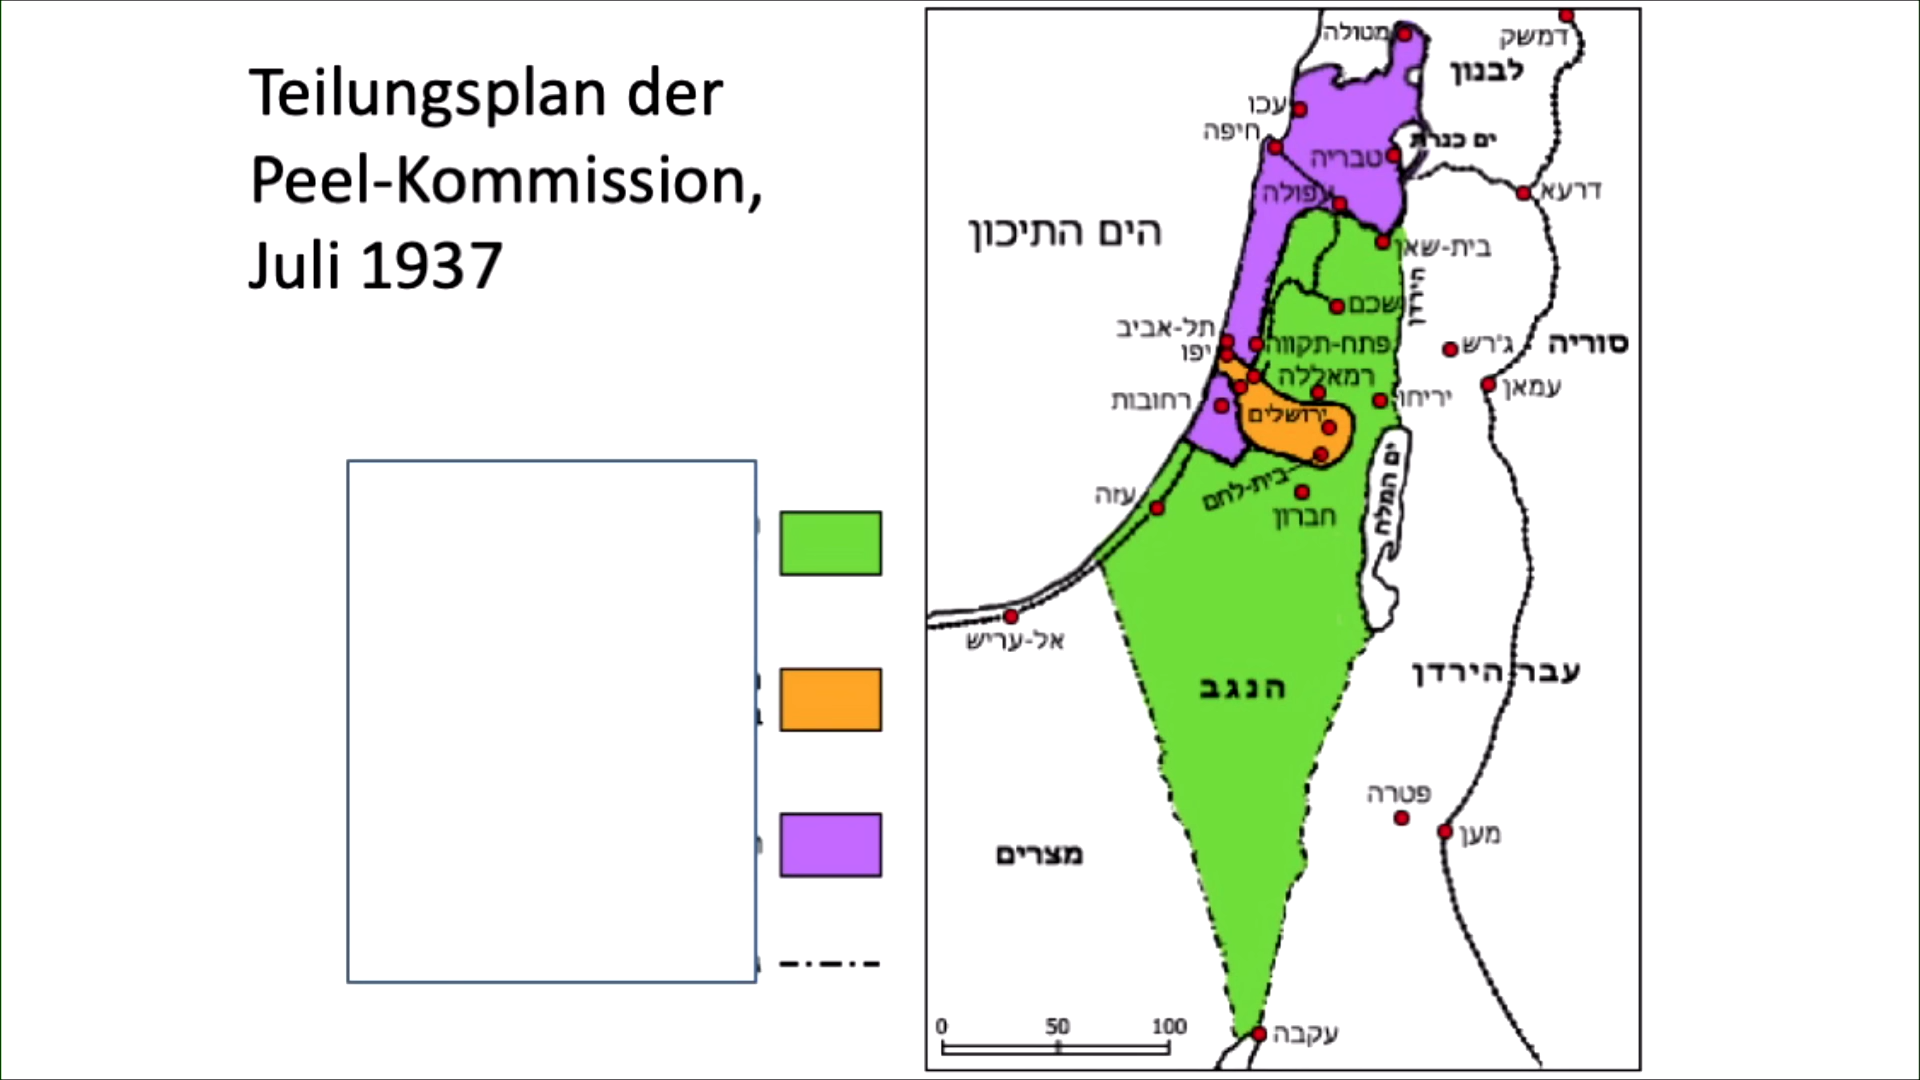 Teilungsplan der
Peel-Kommission,
Juli 1937
מטולה
דמשק
לבנון
עכו
חיפה
ים כנרת
טבריה
דרעא
עפולה
הים התיכון
בית-שאן
הירדן
שכם
תל-אביב
יפו
פתח-תקווה
ג'רש
סוריה
רמאללה
עמאן
יריחו
רחובות
ירושלים
ים המלח
עזה
בית-לחם
חברון
אל-עריש
הנגב
עבר הירדן
פטרה
מען
מצרים
עקבה
0 50 100